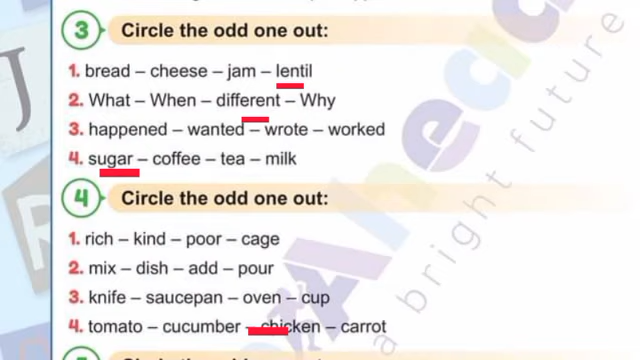 3 Circle the odd one out:
1. bread – cheese – jam – lentil
2. What – When – different – Why
3. happened – wanted – wrote – worked
4. sugar – coffee – tea – milk
4 Circle the odd one out:
1. rich – kind – poor – cage
2. mix – dish – add – pour
3. knife – saucepan – oven – cup
4. tomato – cucumber – chicken – carrot
Ahead
a bright future